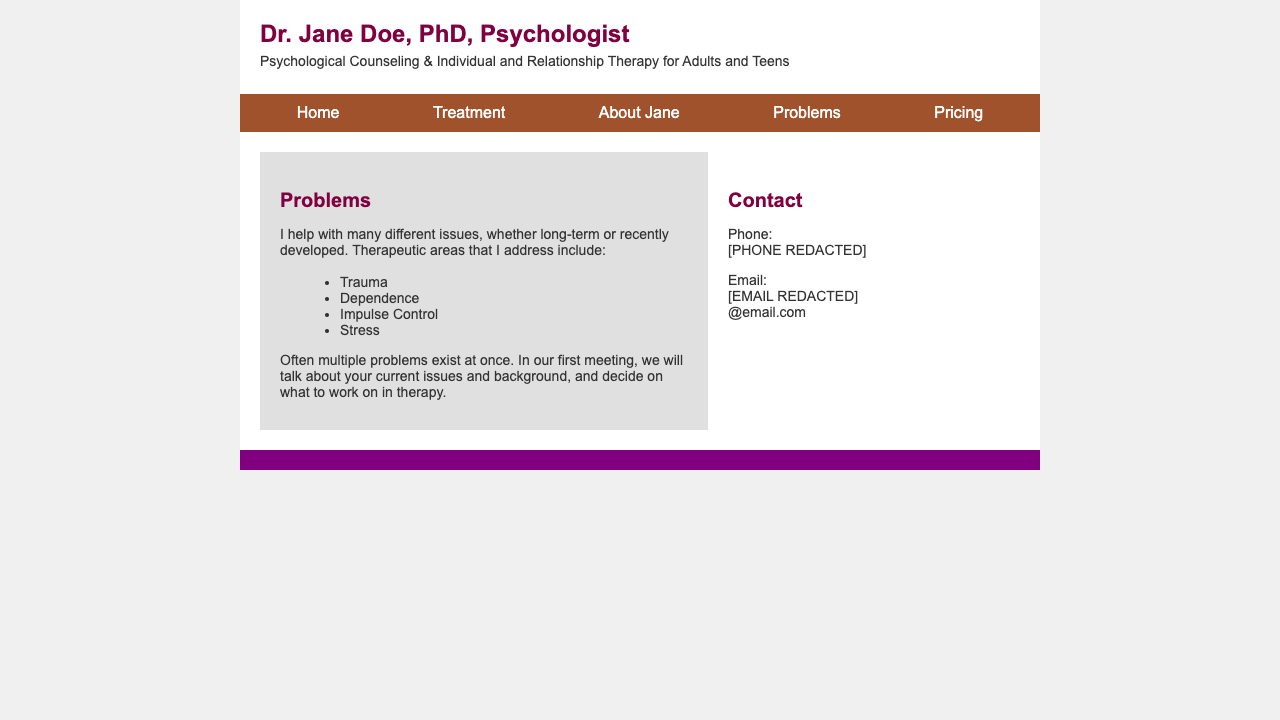 Dr. Jane Doe, PhD, Psychologist
Psychological Counseling & Individual and Relationship Therapy for Adults and Teens
Home Treatment About Jane Problems Pricing
Problems
I help with many different issues, whether long-term or recently
developed. Therapeutic areas that I address include:
• Trauma
• Dependence
• Impulse Control
• Stress
Often multiple problems exist at once. In our first meeting, we will
talk about your current issues and background, and decide on
what to work on in therapy.
Contact
Phone:
[PHONE REDACTED]
Email:
[EMAIL REDACTED]
@email.com